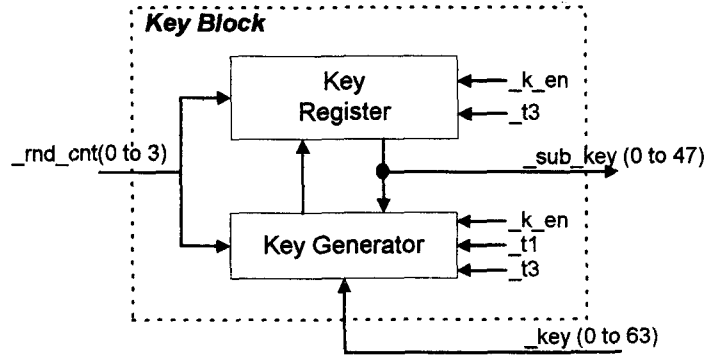 Key Block
Key
Register
_k_en
_t3
_rnd_cnt(0 to 3)
_sub_key (0 to 47)
Key Generator
_k_en
_t1
_t3
_key (0 to 63)